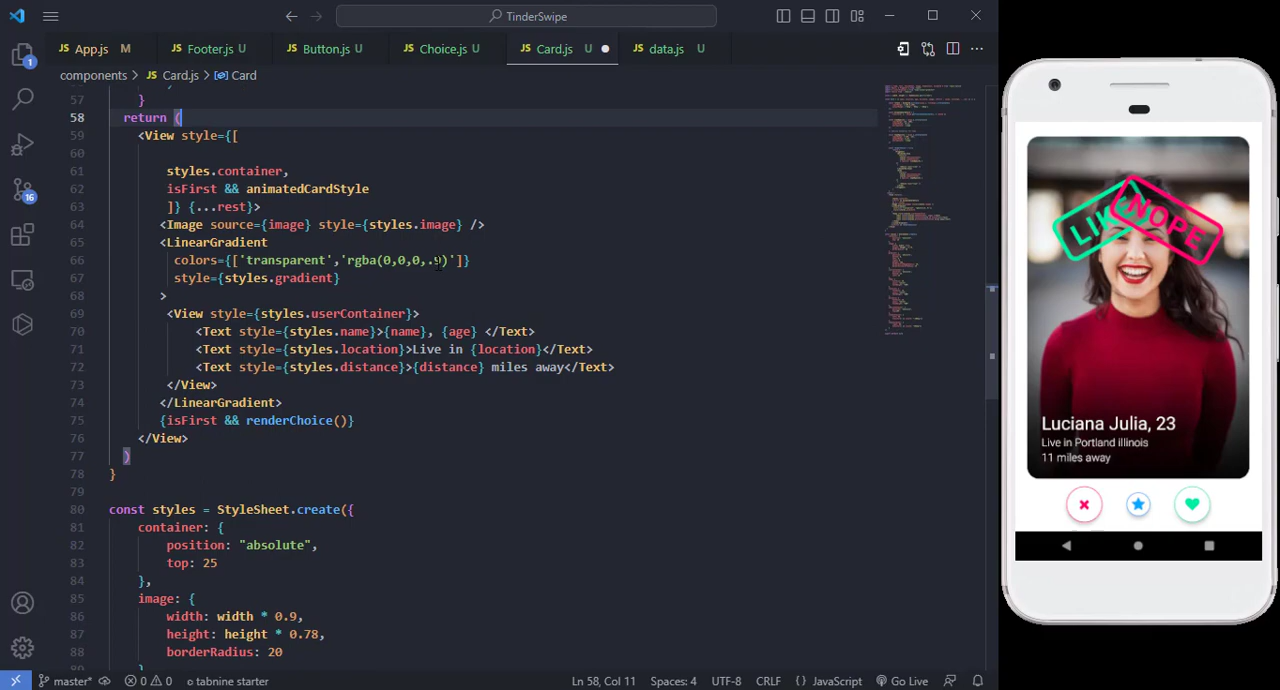 TinderSwipe
App.js M
Footer.js U
Button.js U
Choice.js U
Card.js U
data.js U
components > Card.js > Card
57 }
58 return (
59 <View style={[
60
61 styles.container,
62 isFirst && animatedCardStyle
63 ]} {...rest}>
64 <Image source={image} style={styles.image} />
65 <LinearGradient
66 colors={['transparent','rgba(0,0,0,.9)']}
67 style={styles.gradient}
68 >
69 <View style={styles.userContainer}>
70 <Text style={styles.name}>{name}, {age} </Text>
71 <Text style={styles.location}>Live in {location}</Text>
72 <Text style={styles.distance}>{distance} miles away</Text>
73 </View>
74 </LinearGradient>
75 {isFirst && renderChoice()}
76 </View>
77 )
78 }
79
80 const styles = StyleSheet.create({
81 container: {
82 position: "absolute",
83 top: 25
84 },
85 image: {
86 width: width * 0.9,
87 height: height * 0.78,
88 borderRadius: 20
1
16
master*
0 0
tabnine starter
Ln 58, Col 11
Spaces: 4
UTF-8
CRLF
{} JavaScript
Go Live
LIK
NOPE
Luciana Julia, 23
Live in Portland Illinois
11 miles away